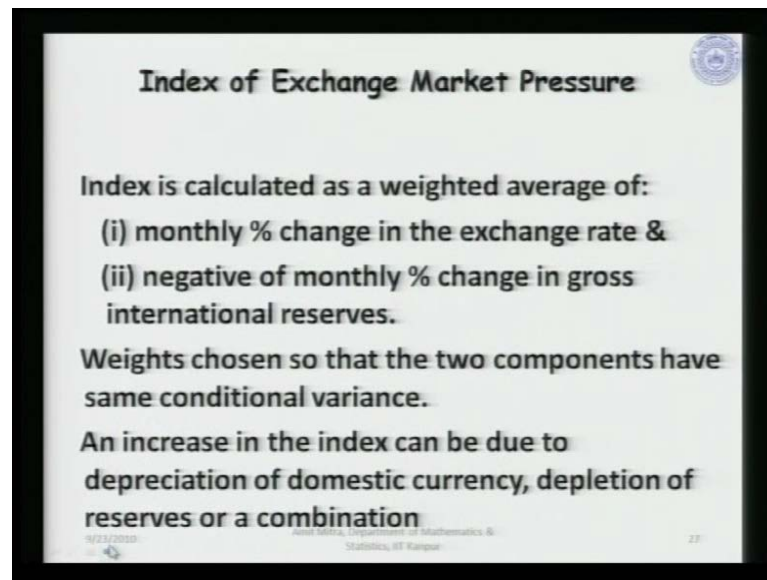 Index of Exchange Market Pressure
Index is calculated as a weighted average of:
(i) monthly % change in the exchange rate &
(ii) negative of monthly % change in gross
international reserves.
Weights chosen so that the two components have
same conditional variance.
An increase in the index can be due to
depreciation of domestic currency, depletion of
reserves or a combination
9/23/2010
Amit Mitra, Department of Mathematics &
Statistics, IIT Kanpur
27